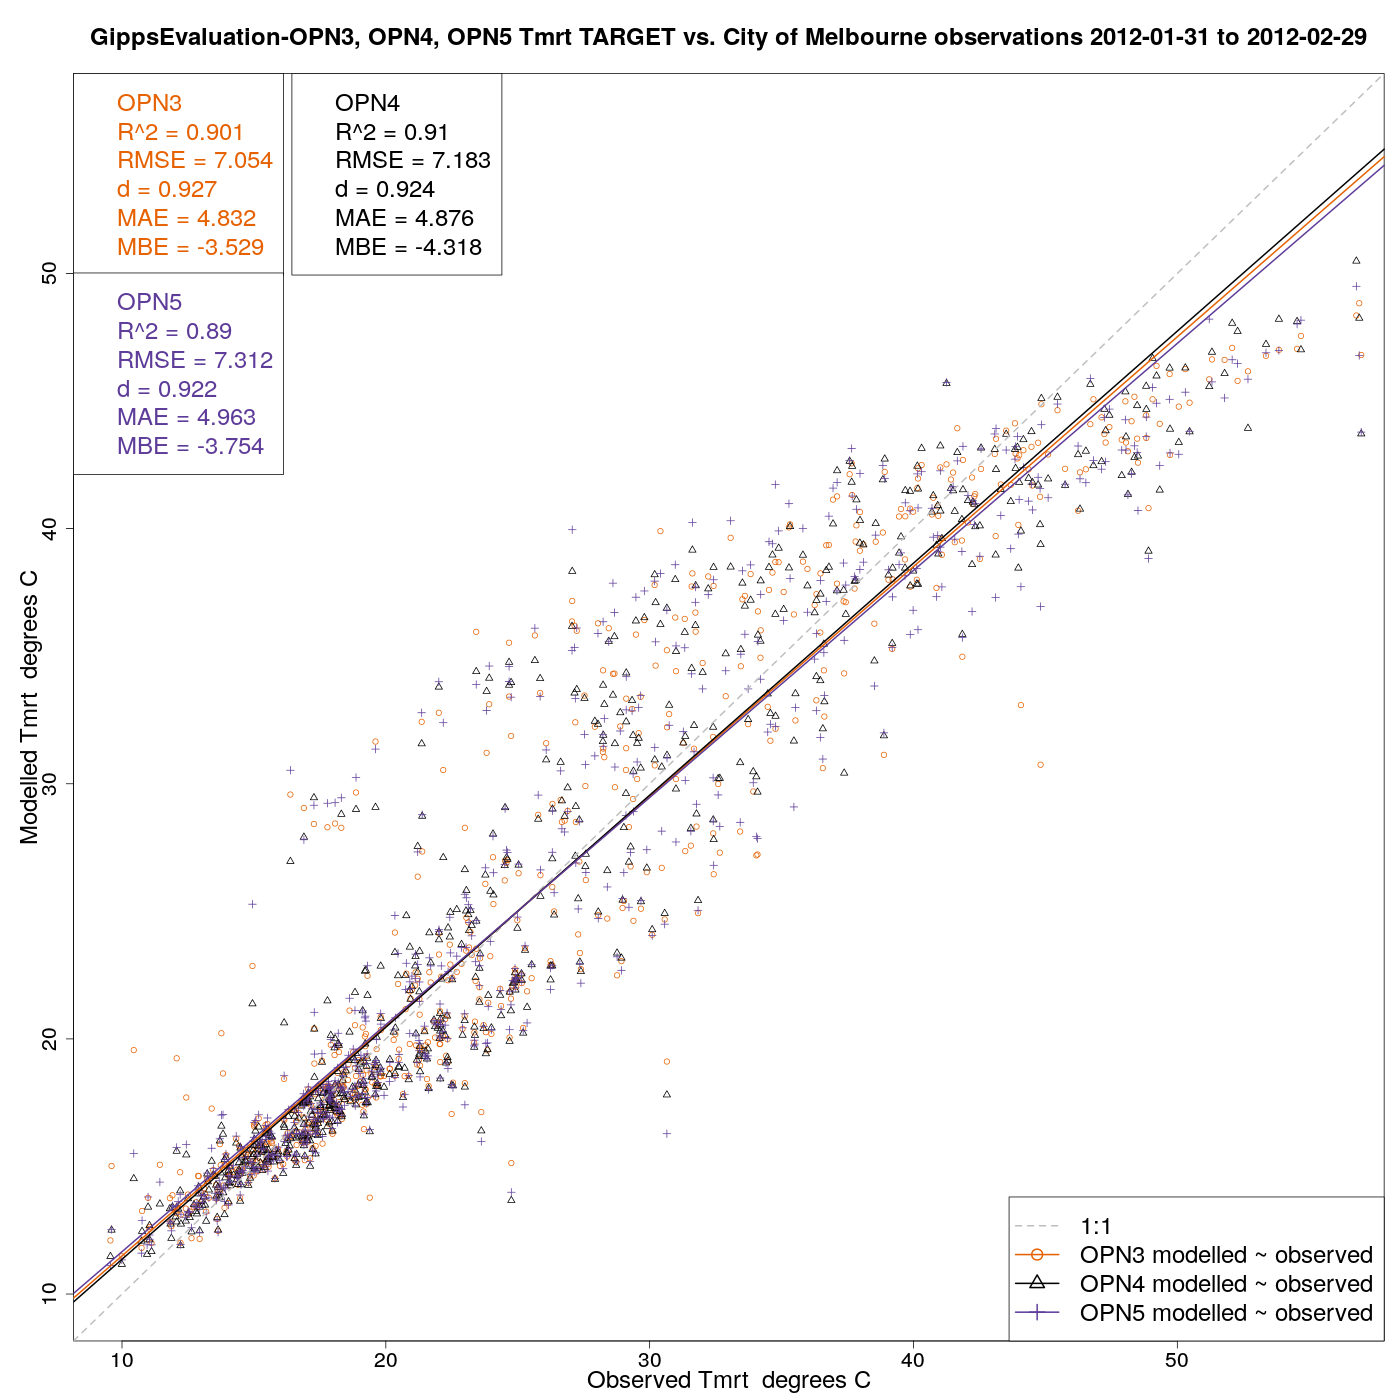 GippsEvaluation-OPN3, OPN4, OPN5 Tmrt TARGET vs. City of Melbourne observations 2012-01-31 to 2012-02-29
OPN3
R^2 = 0.901
RMSE = 7.054
d = 0.927
MAE = 4.832
MBE = -3.529
OPN4
R^2 = 0.91
RMSE = 7.183
d = 0.924
MAE = 4.876
MBE = -4.318
OPN5
R^2 = 0.89
RMSE = 7.312
d = 0.922
MAE = 4.963
MBE = -3.754
Modelled Tmrt  degrees C
50
40
30
20
10
1:1
OPN3 modelled ~ observed
OPN4 modelled ~ observed
OPN5 modelled ~ observed
10 20 30 40 50
Observed Tmrt  degrees C